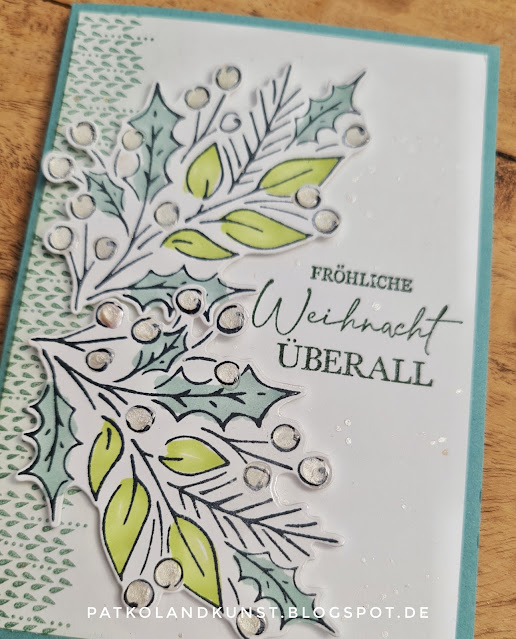 FRÖHLICHE
Weihnacht
ÜBERALL
PATKOLANDKUNST.BLOGSPOT.DE